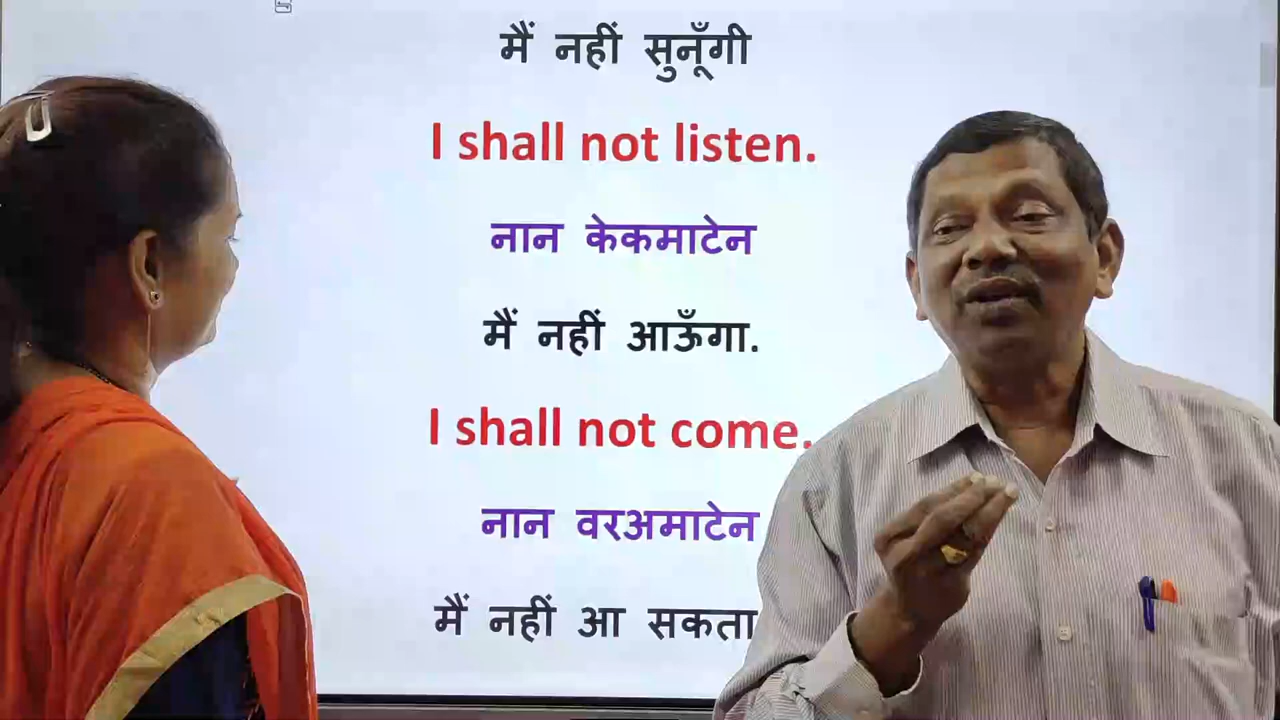 मैं नहीं सुनूँगी
I shall not listen.
नान केकमाटेन
मैं नहीं आऊँगा.
I shall not come.
नान वरअमाटेन
मैं नहीं आ सकता